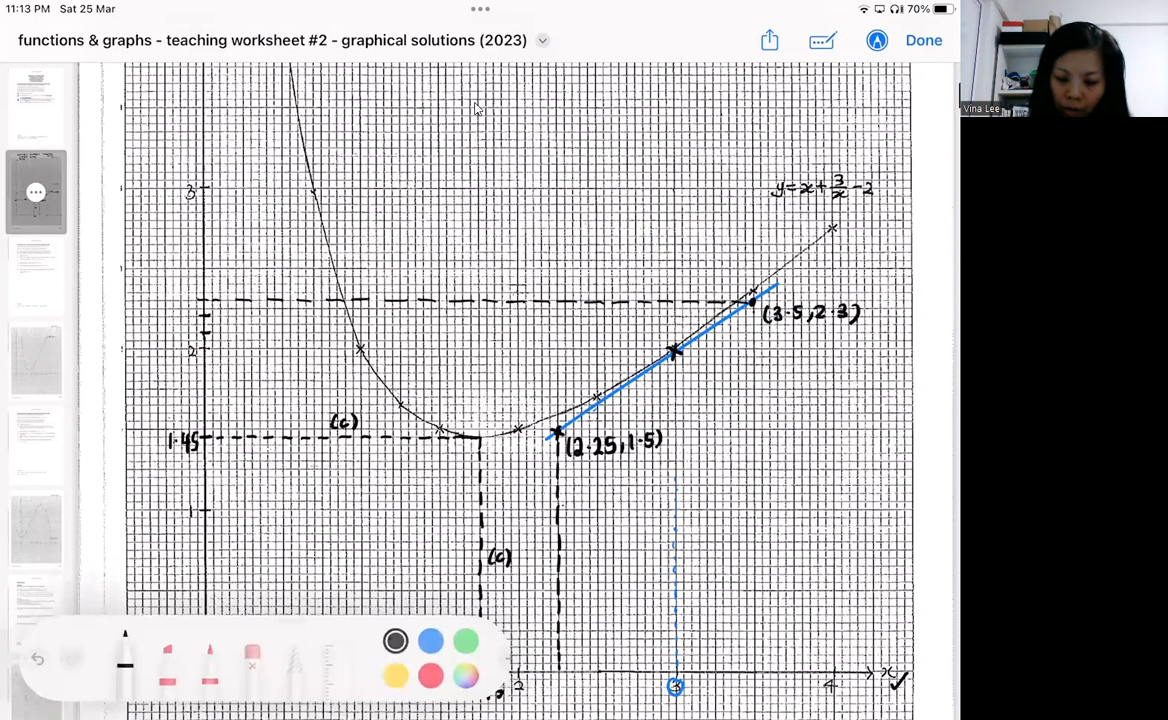 11:13 PM Sat 25 Mar
70%
functions & graphs - teaching worksheet #2 - graphical solutions (2023)
Done
Vina Lee
3
y=x+3/x-2
(3.5,2.3)
2
(c)
1.45
(2.25,1.5)
1
(c)
2
3
4
x